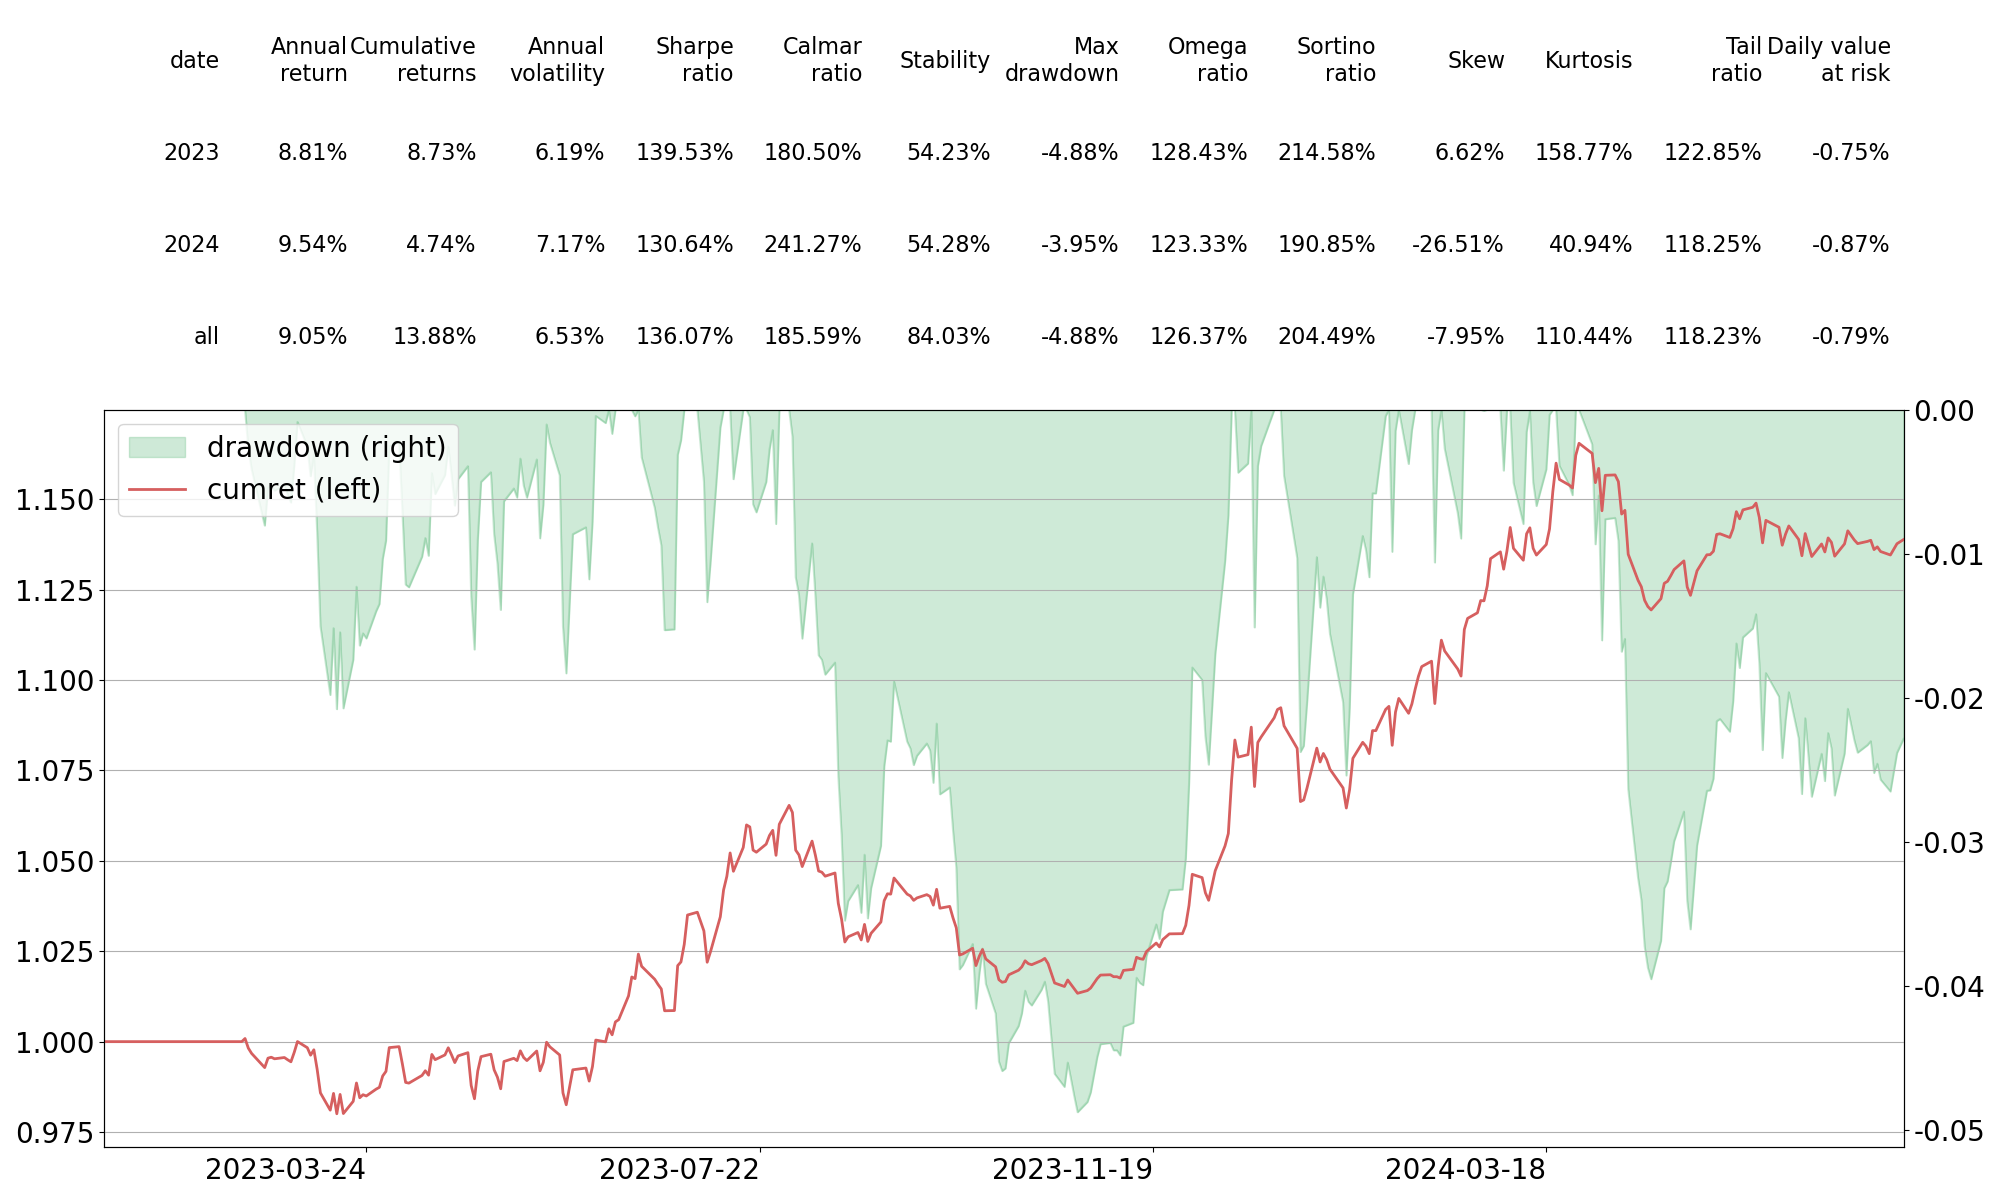 date Annual return Cumulative returns Annual volatility Sharpe ratio Calmar ratio Stability Max drawdown Omega ratio Sortino ratio Skew Kurtosis Tail ratio Daily value at risk
2023 8.81% 8.73% 6.19% 139.53% 180.50% 54.23% -4.88% 128.43% 214.58% 6.62% 158.77% 122.85% -0.75%
2024 9.54% 4.74% 7.17% 130.64% 241.27% 54.28% -3.95% 123.33% 190.85% -26.51% 40.94% 118.25% -0.87%
all 9.05% 13.88% 6.53% 136.07% 185.59% 84.03% -4.88% 126.37% 204.49% -7.95% 110.44% 118.23% -0.79%
drawdown (right)
cumret (left)
1.150
1.125
1.100
1.075
1.050
1.025
1.000
0.975
0.00
-0.01
-0.02
-0.03
-0.04
-0.05
2023-03-24 2023-07-22 2023-11-19 2024-03-18